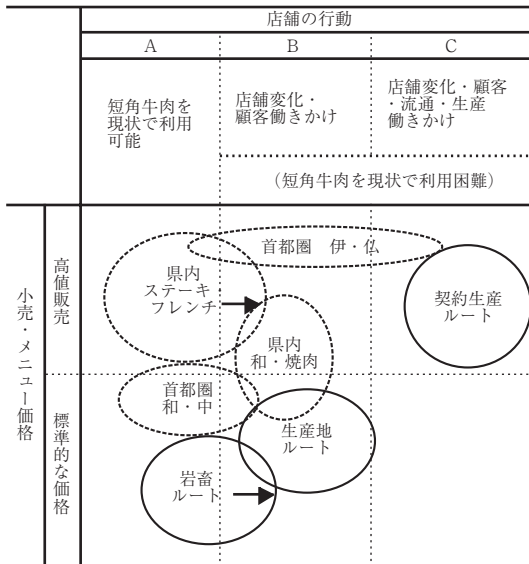 店舗の行動
A
B
C
短角牛肉を
現状で利用
可能
店舗変化・
顧客働きかけ
店舗変化・顧客
・流通・生産
働きかけ
(短角牛肉を現状で利用困難)
小売・メニュー価格
高値販売
標準的な価格
首都圏 伊・仏
県内
ステーキ
フレンチ
契約生産
ルート
県内
和・焼肉
首都圏
和・中
生産地
ルート
岩畜
ルート